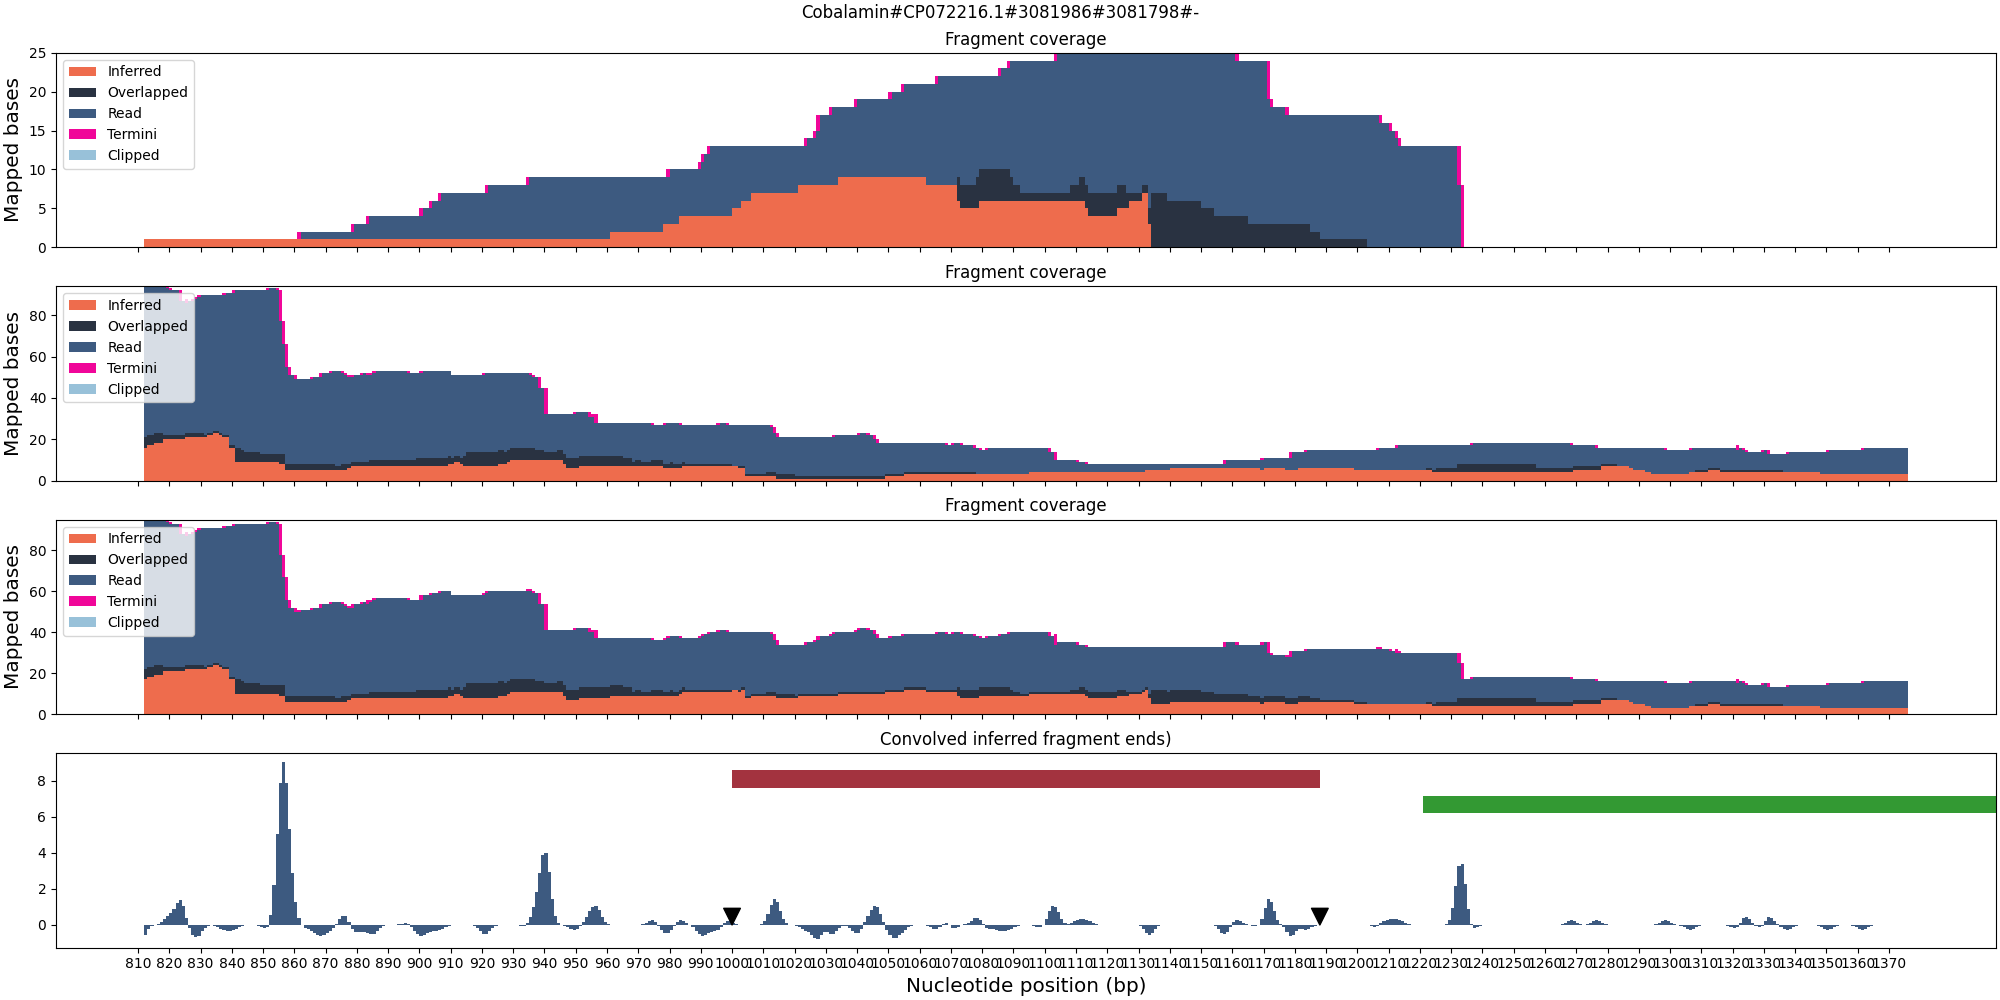 Cobalamin#CP072216.1#3081986#3081798#-
Fragment coverage
Mapped bases
25
20
15
10
5
0
Inferred
Overlapped
Read
Termini
Clipped
Fragment coverage
Mapped bases
80
60
40
20
0
Inferred
Overlapped
Read
Termini
Clipped
Fragment coverage
Mapped bases
80
60
40
20
0
Inferred
Overlapped
Read
Termini
Clipped
Convolved inferred fragment ends)
8
6
4
2
0
810 820 830 840 850 860 870 880 890 900 910 920 930 940 950 960 970 980 990 1000 1010 1020 1030 1040 1050 1060 1070 1080 1090 1100 1110 1120 1130 1140 1150 1160 1170 1180 1190 1200 1210 1220 1230 1240 1250 1260 1270 1280 1290 1300 1310 1320 1330 1340 1350 1360 1370
Nucleotide position (bp)